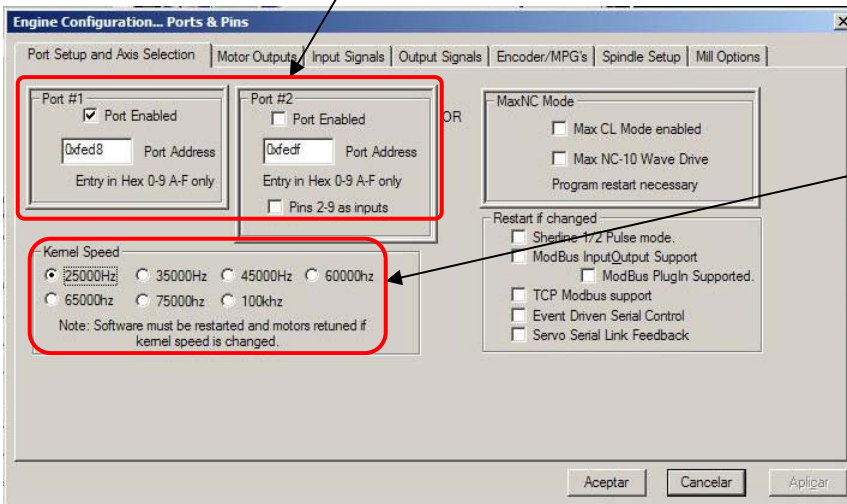 Engine Configuration... Ports & Pins
Port Setup and Axis Selection Motor Outputs Input Signals Output Signals Encoder/MPG's Spindle Setup Mill Options
Port #1
Port Enabled
0xfed8 Port Address
Entry in Hex 0-9 A-F only
Port #2
Port Enabled
0xfedf Port Address
Entry in Hex 0-9 A-F only
Pins 2-9 as inputs
OR
MaxNC Mode
Max CL Mode enabled
Max NC-10 Wave Drive
Program restart necessary
Kernel Speed
25000Hz 35000Hz 45000Hz 60000hz
65000hz 75000hz 100khz
Note: Software must be restarted and motors retuned if
kernel speed is changed.
Restart if changed
Sherline 1/2 Pulse mode.
ModBus InputOutput Support
ModBus PlugIn Supported.
TCP Modbus support
Event Driven Serial Control
Servo Serial Link Feedback
Aceptar Cancelar Aplicar